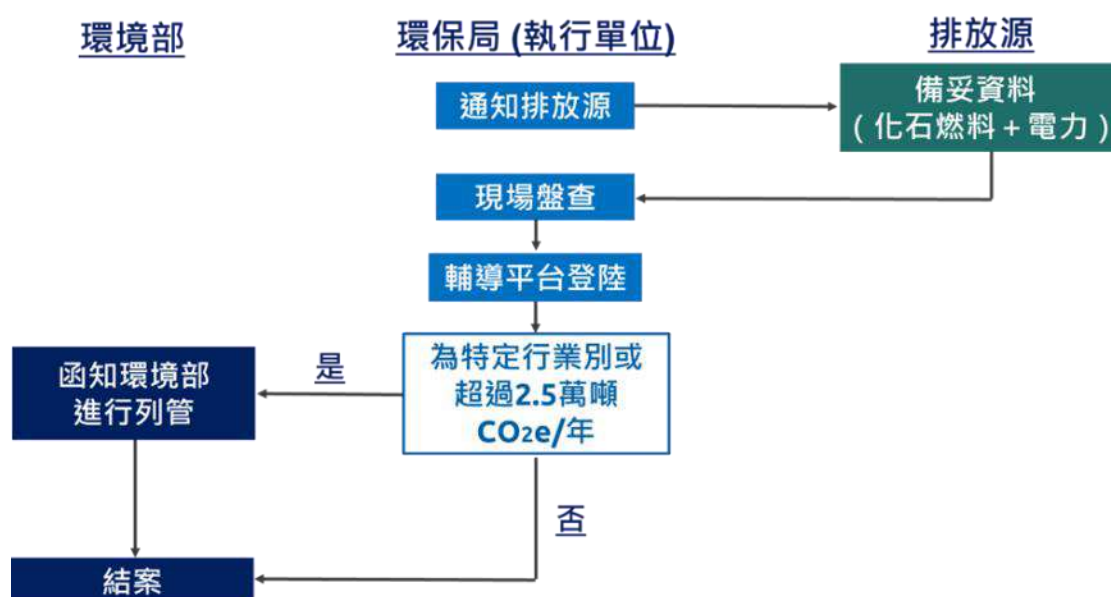 環境部
環保局 (執行單位)
排放源
通知排放源
備妥資料
(化石燃料+電力)
現場盤查
輔導平台登陸
為特定行業別或
超過2.5萬噸
CO₂e/年
是
函知環境部
進行列管
否
結案